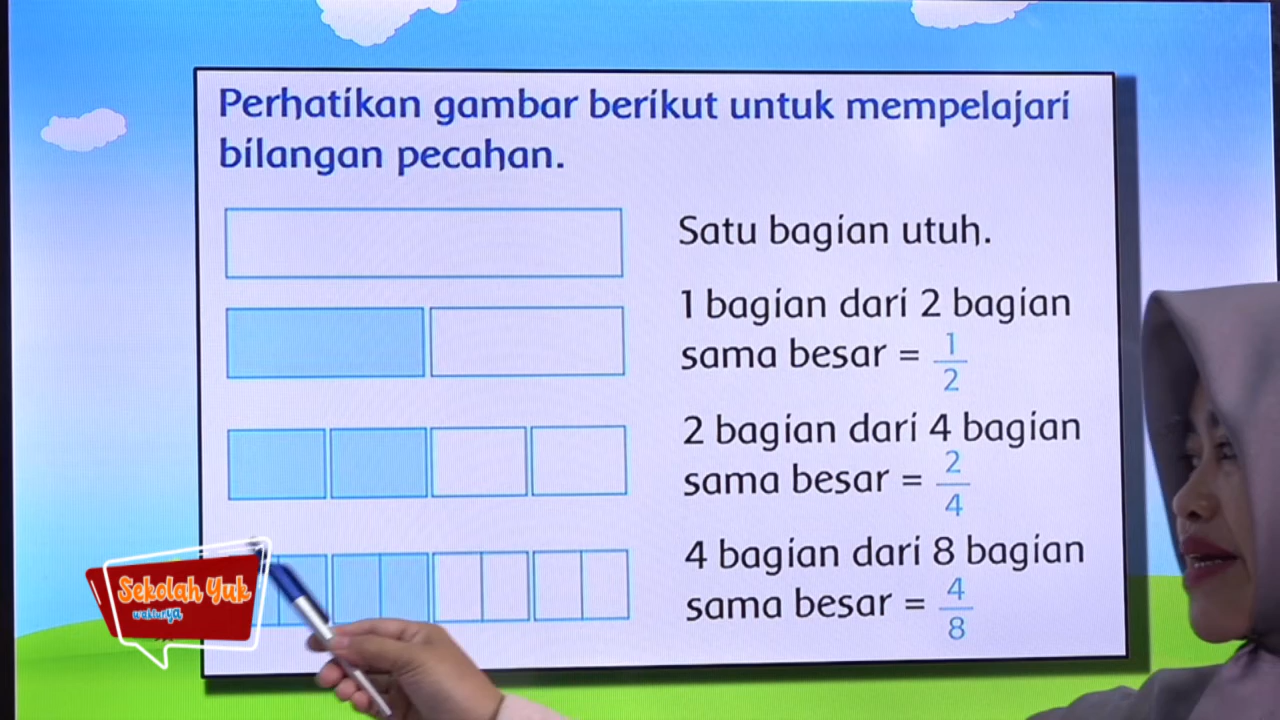 Perhatikan gambar berikut untuk mempelajari
bilangan pecahan.
Satu bagian utuh.
1 bagian dari 2 bagian
sama besar = 1/2
2 bagian dari 4 bagian
sama besar = 2/4
4 bagian dari 8 bagian
sama besar = 4/8
Sekolah Yuk
waktunya